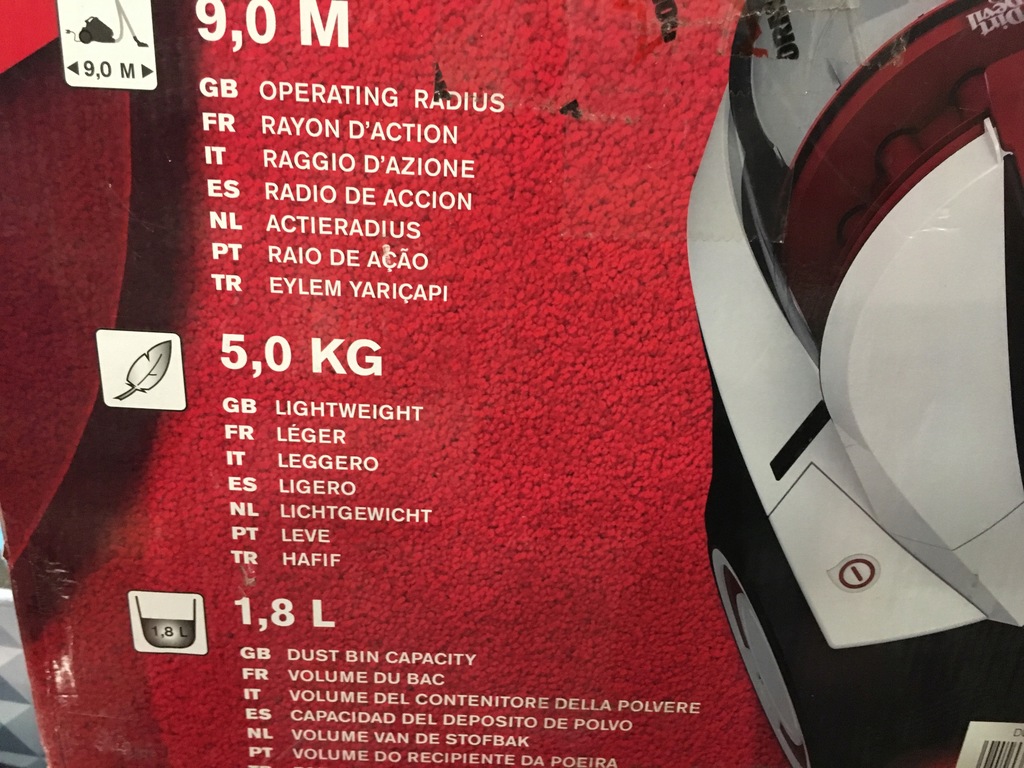 9,0 M
◄ 9,0 M ►
GB OPERATING RADIUS
FR RAYON D'ACTION
IT RAGGIO D'AZIONE
ES RADIO DE ACCION
NL ACTIERADIUS
PT RAIO DE AÇÃO
TR EYLEM YARIÇAPI
5,0 KG
GB LIGHTWEIGHT
FR LÉGER
IT LEGGERO
ES LIGERO
NL LICHTGEWICHT
PT LEVE
TR HAFIF
1,8 L
1,8 L
GB DUST BIN CAPACITY
FR VOLUME DU BAC
IT VOLUME DEL CONTENITORE DELLA POLVERE
ES CAPACIDAD DEL DEPOSITO DE POLVO
NL VOLUME VAN DE STOFBAK
PT VOLUME DO RECIPIENTE DA POEIRA
Dirt Devil